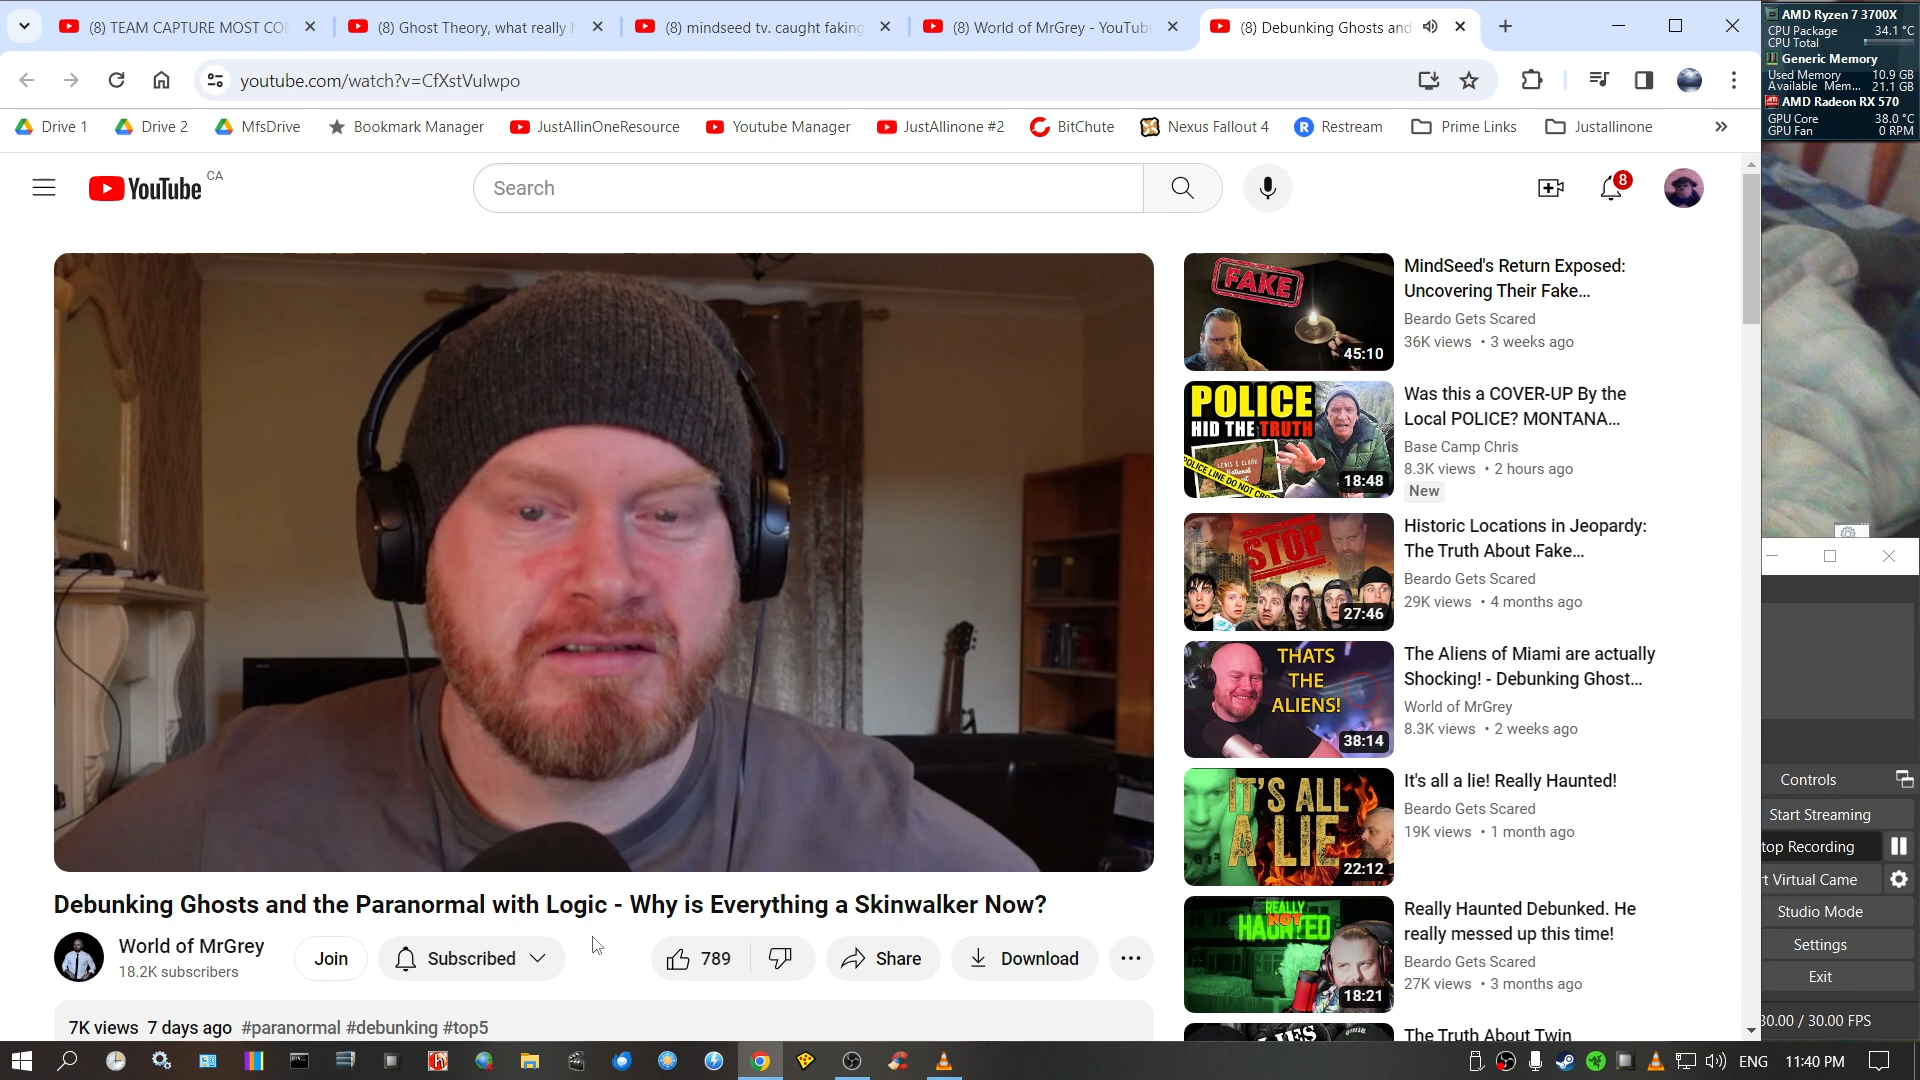 (8) TEAM CAPTURE MOST CO
(8) Ghost Theory, what really
(8) mindseed tv. caught faking
(8) World of MrGrey - YouTube
(8) Debunking Ghosts and
youtube.com/watch?v=CfXstVulwpo
Drive 1
Drive 2
MfsDrive
Bookmark Manager
JustAllinOneResource
Youtube Manager
JustAllinone #2
BitChute
Nexus Fallout 4
Restream
Prime Links
Justallinone
YouTube CA
Search
8
Debunking Ghosts and the Paranormal with Logic - Why is Everything a Skinwalker Now?
World of MrGrey
18.2K subscribers
Join
Subscribed
789
Share
Download
7K views 7 days ago #paranormal #debunking #top5
FAKE
45:10
MindSeed's Return Exposed:
Uncovering Their Fake...
Beardo Gets Scared
36K views • 3 weeks ago
POLICE
HID THE TRUTH
LEWIS & CLARK
National
POLICE LINE DO NOT CRO
18:48
Was this a COVER-UP By the
Local POLICE? MONTANA...
Base Camp Chris
8.3K views • 2 hours ago
New
STOP
27:46
Historic Locations in Jeopardy:
The Truth About Fake...
Beardo Gets Scared
29K views • 4 months ago
THATS
THE
ALIENS!
38:14
The Aliens of Miami are actually
Shocking! - Debunking Ghost...
World of MrGrey
8.3K views • 2 weeks ago
IT'S ALL
A LIE
22:12
It's all a lie! Really Haunted!
Beardo Gets Scared
19K views • 1 month ago
REALLY
NOT
HAUNTED
18:21
Really Haunted Debunked. He
really messed up this time!
Beardo Gets Scared
27K views • 3 months ago
LIES
The Truth About Twin
AMD Ryzen 7 3700X
CPU Package 34.1 °C
CPU Total
Generic Memory
Used Memory 10.9 GB
Available Mem... 21.1 GB
AMD Radeon RX 570
GPU Core 38.0 °C
GPU Fan 0 RPM
Controls
Start Streaming
top Recording
t Virtual Came
Studio Mode
Settings
Exit
30.00 / 30.00 FPS
ENG
11:40 PM